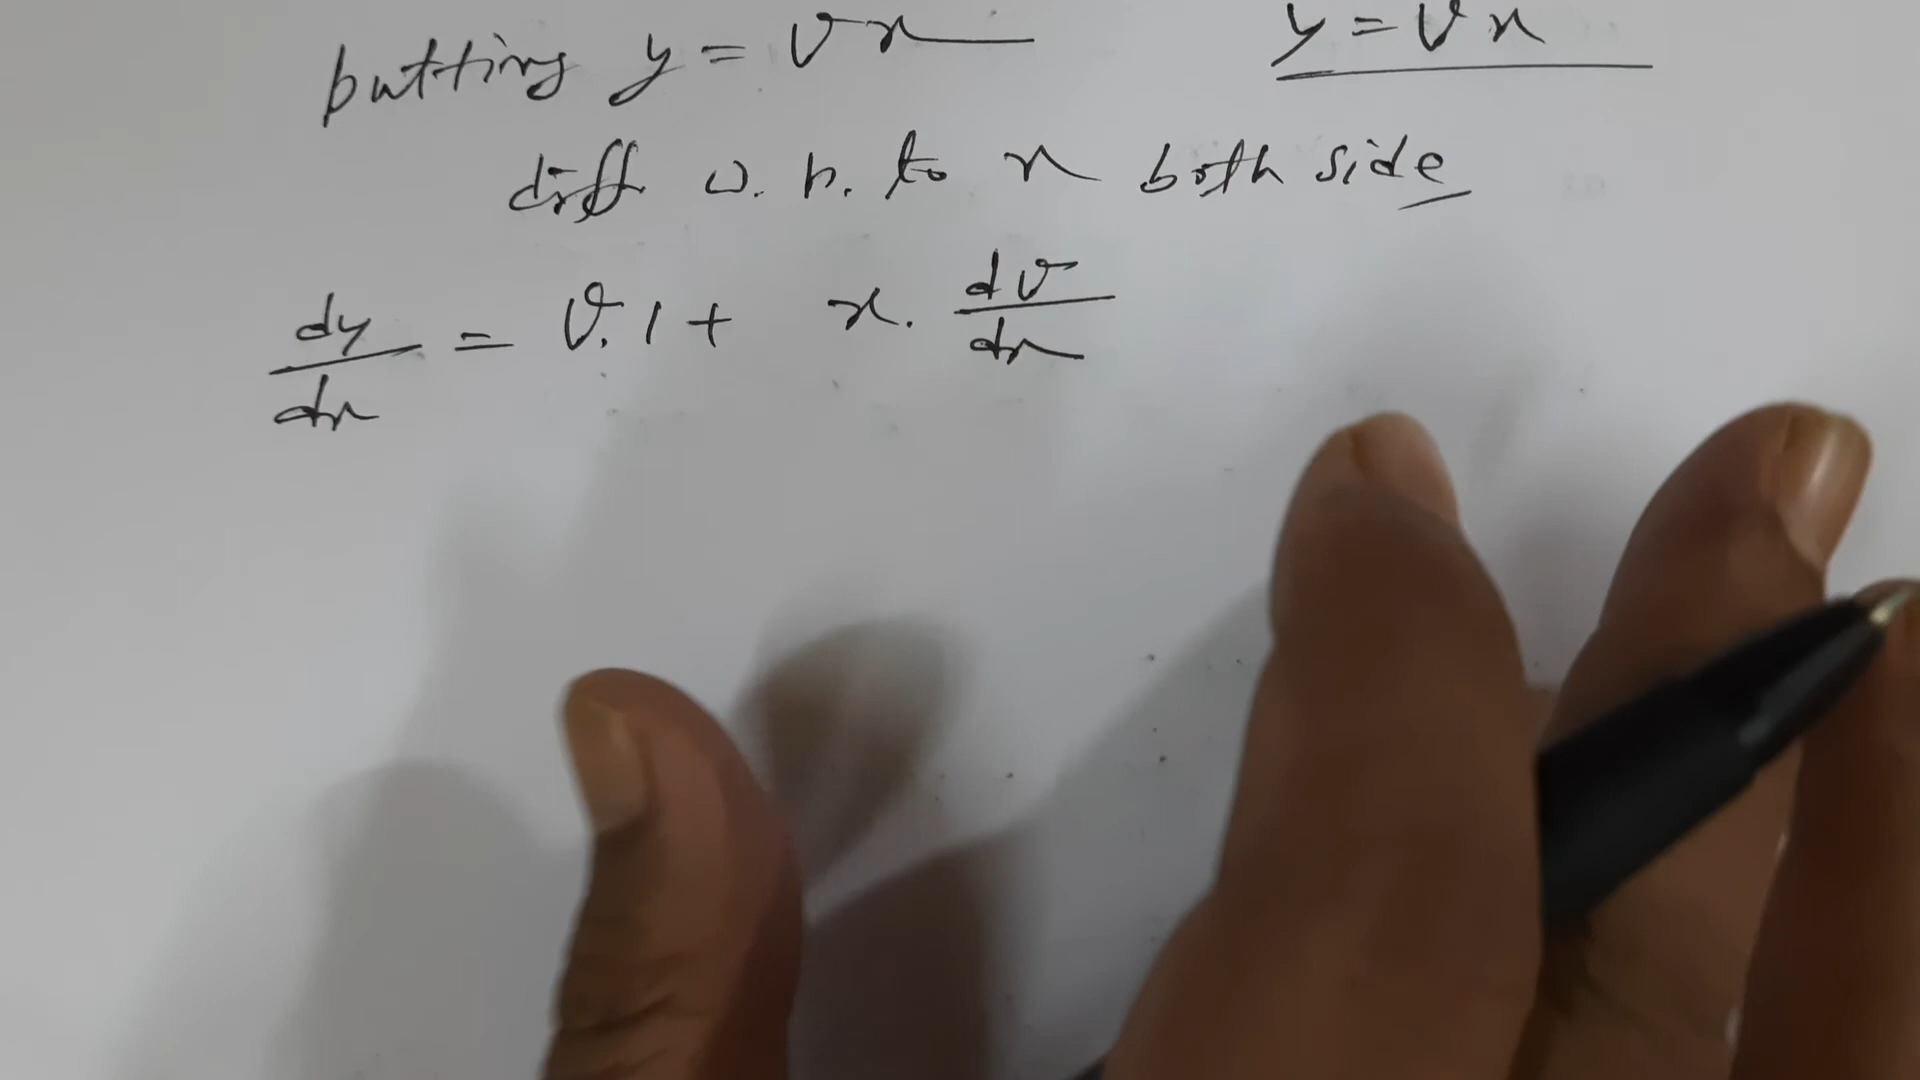 putting y = vx y = vx
diff w. r. to x both side
dy/dx = v.1 + x. dv/dx